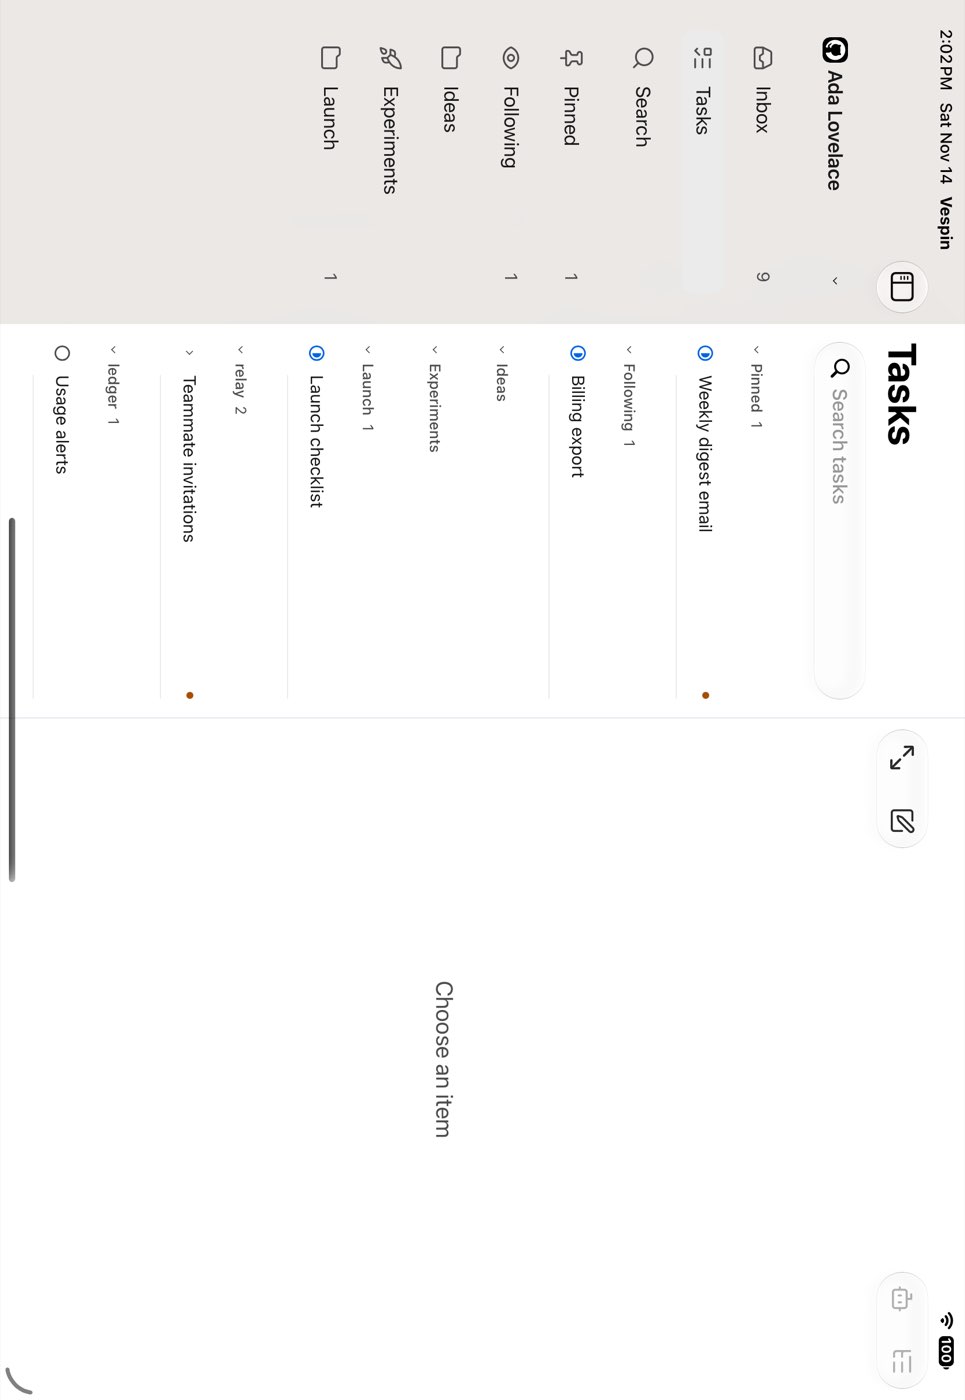 2:02 PM Sat Nov 14 Vespin
100
Ada Lovelace
Inbox 9
Tasks
Search
Pinned 1
Following 1
Ideas
Experiments
Launch 1
Tasks
Search tasks
Pinned 1
Weekly digest email
Following 1
Billing export
Ideas
Experiments
Launch 1
Launch checklist
relay 2
Teammate invitations
ledger 1
Usage alerts
Choose an item